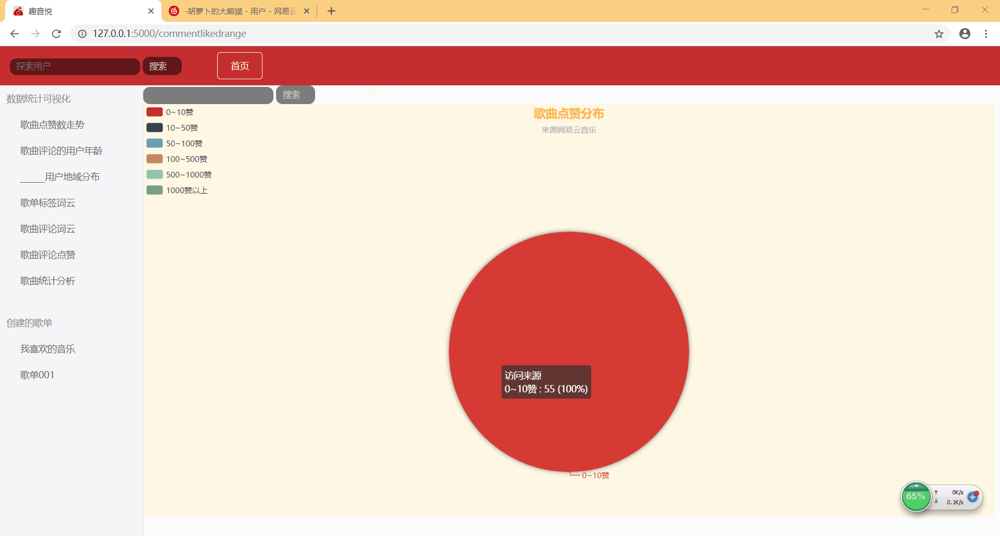 趣音悦
-胡萝卜的大熊猫 - 用户 - 网易云
127.0.0.1:5000/commentlikedrange
探索用户
搜索
首页
数据统计可视化
歌曲点赞数走势
歌曲评论的用户年龄
______用户地域分布
歌单标签词云
歌曲评论词云
歌曲评论点赞
歌曲统计分析
创建的歌单
我喜欢的音乐
歌单001
搜索
首页
0~10赞
10~50赞
50~100赞
100~500赞
500~1000赞
1000赞以上
歌曲点赞分布
来源网易云音乐
访问来源
0~10赞 : 55 (100%)
0~10赞
65%
0K/s
0.1K/s